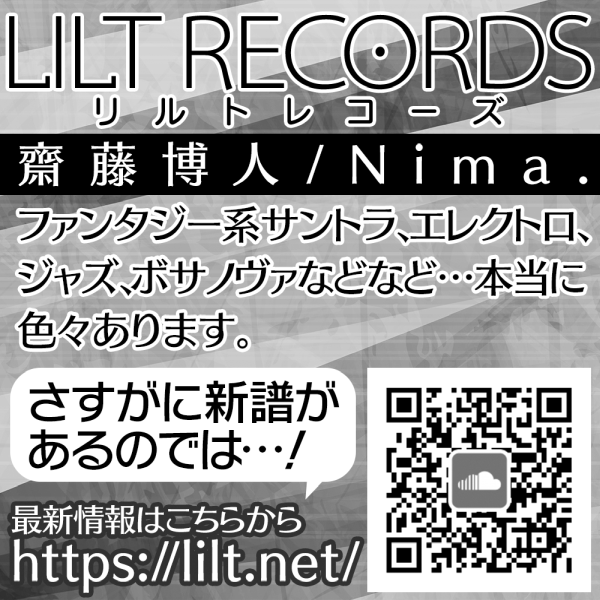 LILT RECORDS
リルトレコーズ
齋藤博人/Nima.
ファンタジー系サントラ、エレクトロ、
ジャズ、ボサノヴァなどなど…本当に
色々あります。
さすがに新譜が
あるのでは…!
最新情報はこちらから
https://lilt.net/